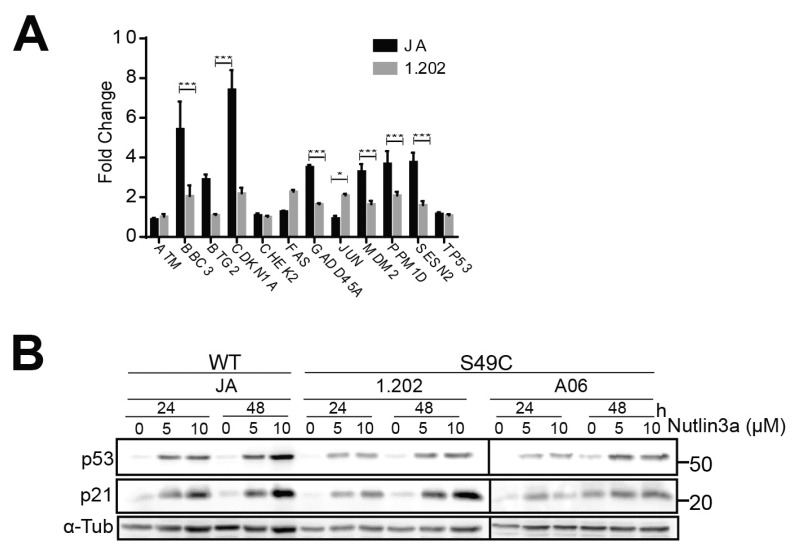 A
10
8
6
4
2
0
Fold Change
JA
1.202
***
***
***
*
***
***
***
ATM
BBC3
BTG2
CDKN1A
CHEK2
FAS
GADD45A
JUN
MDM2
PPM1D
SESN2
TP53
B
WT S49C
JA 1.202 A06
24 48 24 48 24 48 h
0 5 10 0 5 10 0 5 10 0 5 10 0 5 10 0 5 10 Nutlin3a (μM)
p53 50
p21 20
α-Tub